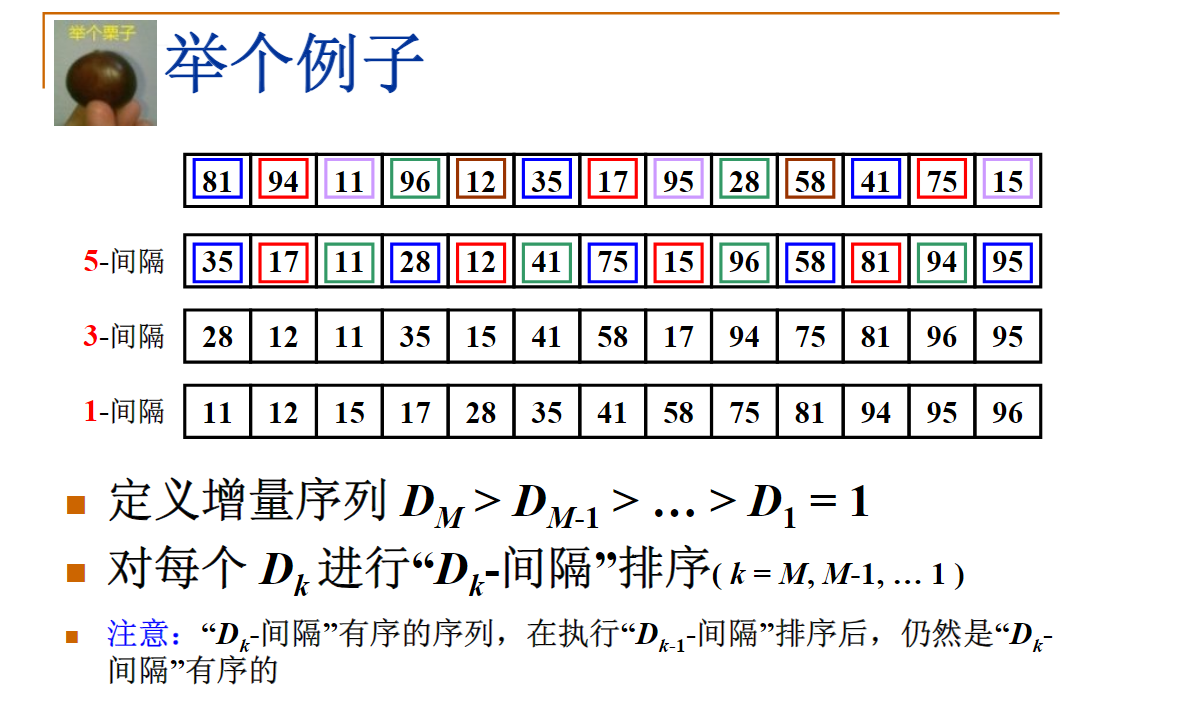 举个栗子
举个例子
81 94 11 96 12 35 17 95 28 58 41 75 15
5-间隔 35 17 11 28 12 41 75 15 96 58 81 94 95
3-间隔 28 12 11 35 15 41 58 17 94 75 81 96 95
1-间隔 11 12 15 17 28 35 41 58 75 81 94 95 96
■ 定义增量序列 D_M > D_{M-1} > … > D_1 = 1
■ 对每个 D_k 进行“D_k-间隔”排序( k = M, M-1, … 1 )
■ 注意：“D_k-间隔”有序的序列，在执行“D_{k-1}-间隔”排序后，仍然是“D_k-
间隔”有序的